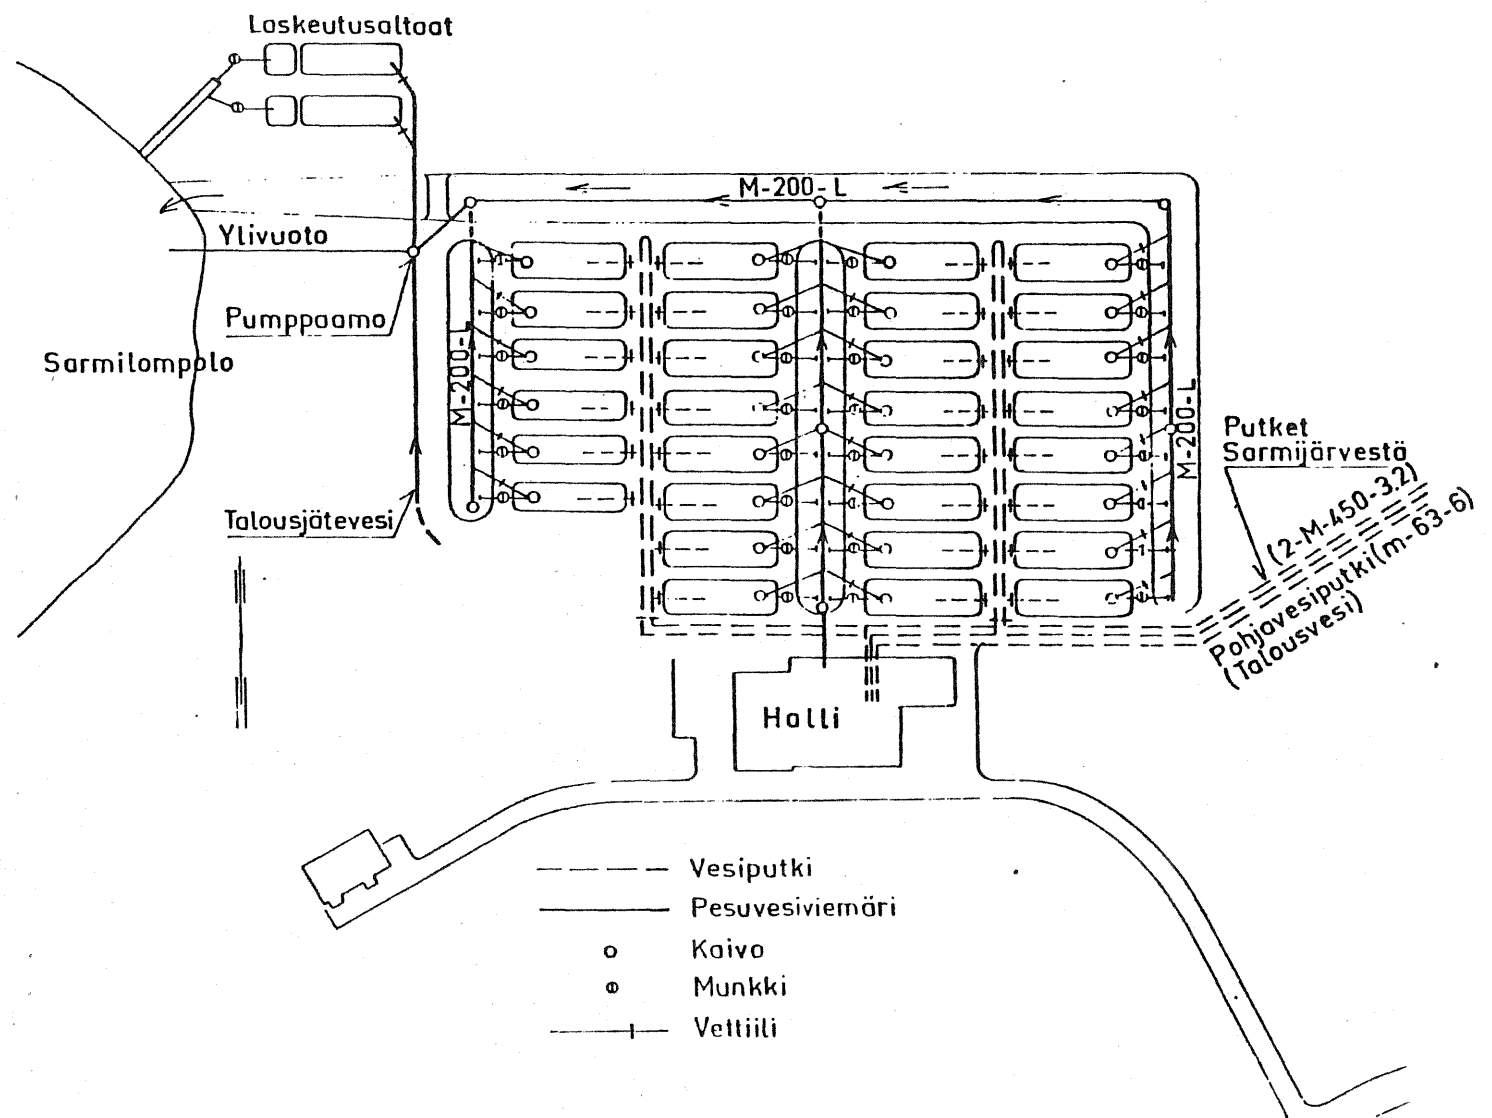 Laskeutusaltaat
M-200-L
Ylivuoto
Pumppaamo
Sarmilompolo
M-200-L
M-200-L
Putket
Sarmijärvestä
(2-M-450-3.2)
Pohjavesiputki(m-63-6)
(Talousvesi)
Talousjätevesi
Halli
Vesiputki
Pesuvesiviemäri
Kaivo
Munkki
Vettiili